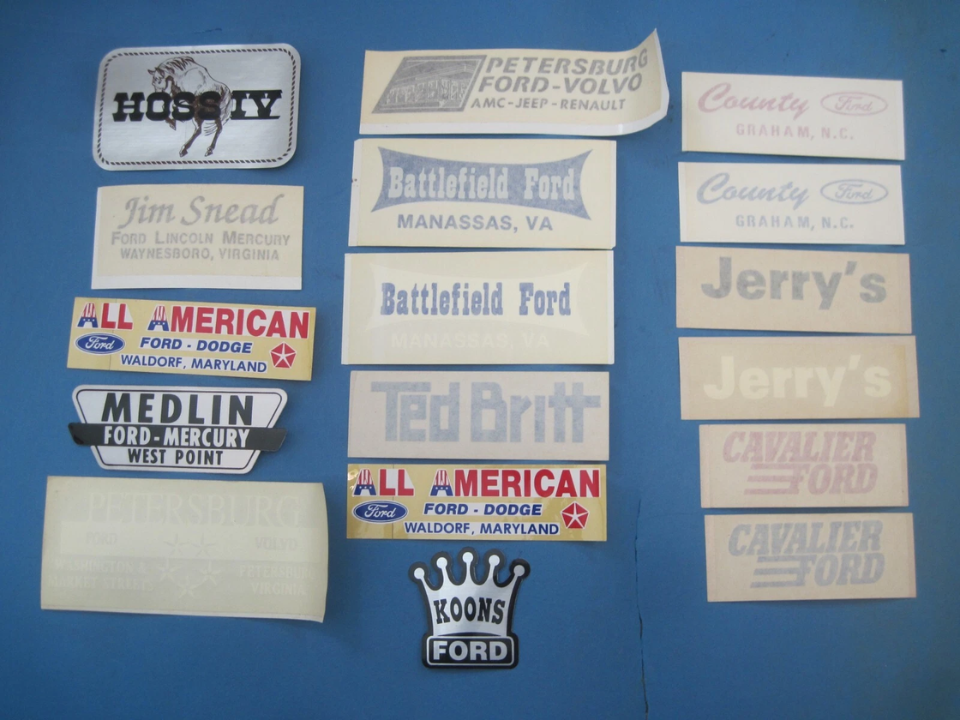 HOSS IV
Jim Snead
FORD LINCOLN MERCURY
WAYNESBORO, VIRGINIA
ALL AMERICAN
Ford
FORD - DODGE
WALDORF, MARYLAND
MEDLIN
FORD-MERCURY
WEST POINT
PETERSBURG
FORD
VOLVO
PETERSBURG
VIRGINIA
PETERSBURG
FORD-VOLVO
AMC-JEEP-RENAULT
Battlefield Ford
MANASSAS, VA
Battlefield Ford
MANASSAS, VA
Ted Britt
ALL AMERICAN
Ford
FORD - DODGE
WALDORF, MARYLAND
KOONS
FORD
County Ford
GRAHAM, N.C.
County Ford
GRAHAM, N.C.
Jerry's
Jerry's
CAVALIER
FORD
CAVALIER
FORD